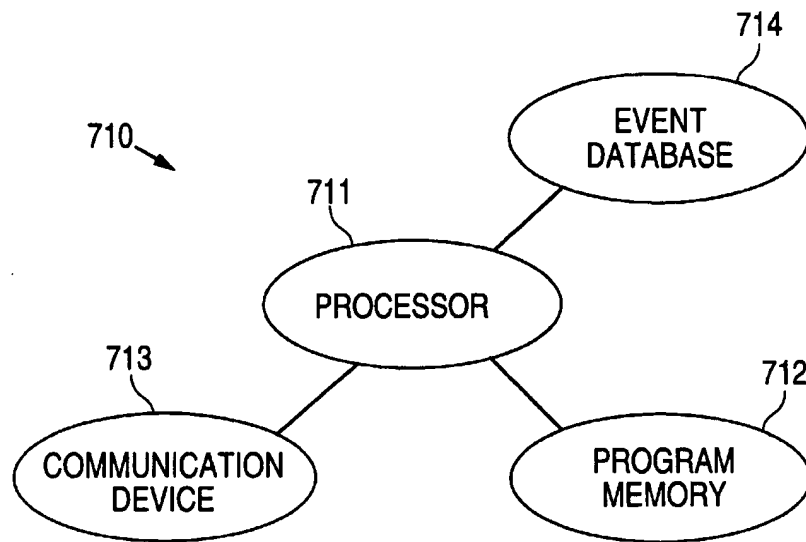 714
EVENT
DATABASE
710
711
PROCESSOR
713
COMMUNICATION
DEVICE
712
PROGRAM
MEMORY